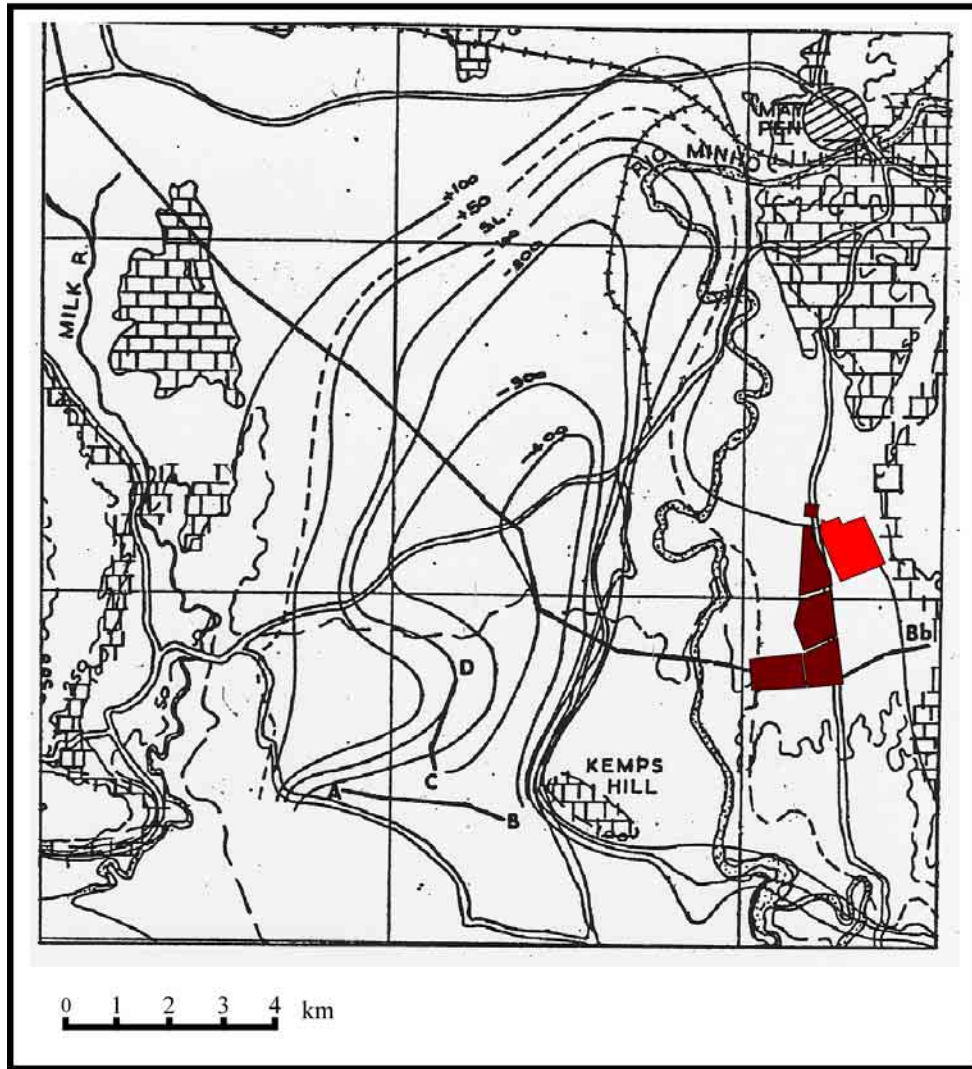 MAY
PEN
RIO MINHO
+100
+50
S.L.
-100
-200
MILK R.
-300
-400
Bb
D
50
C
KEMPS
HILL
A
B
0 1 2 3 4 km